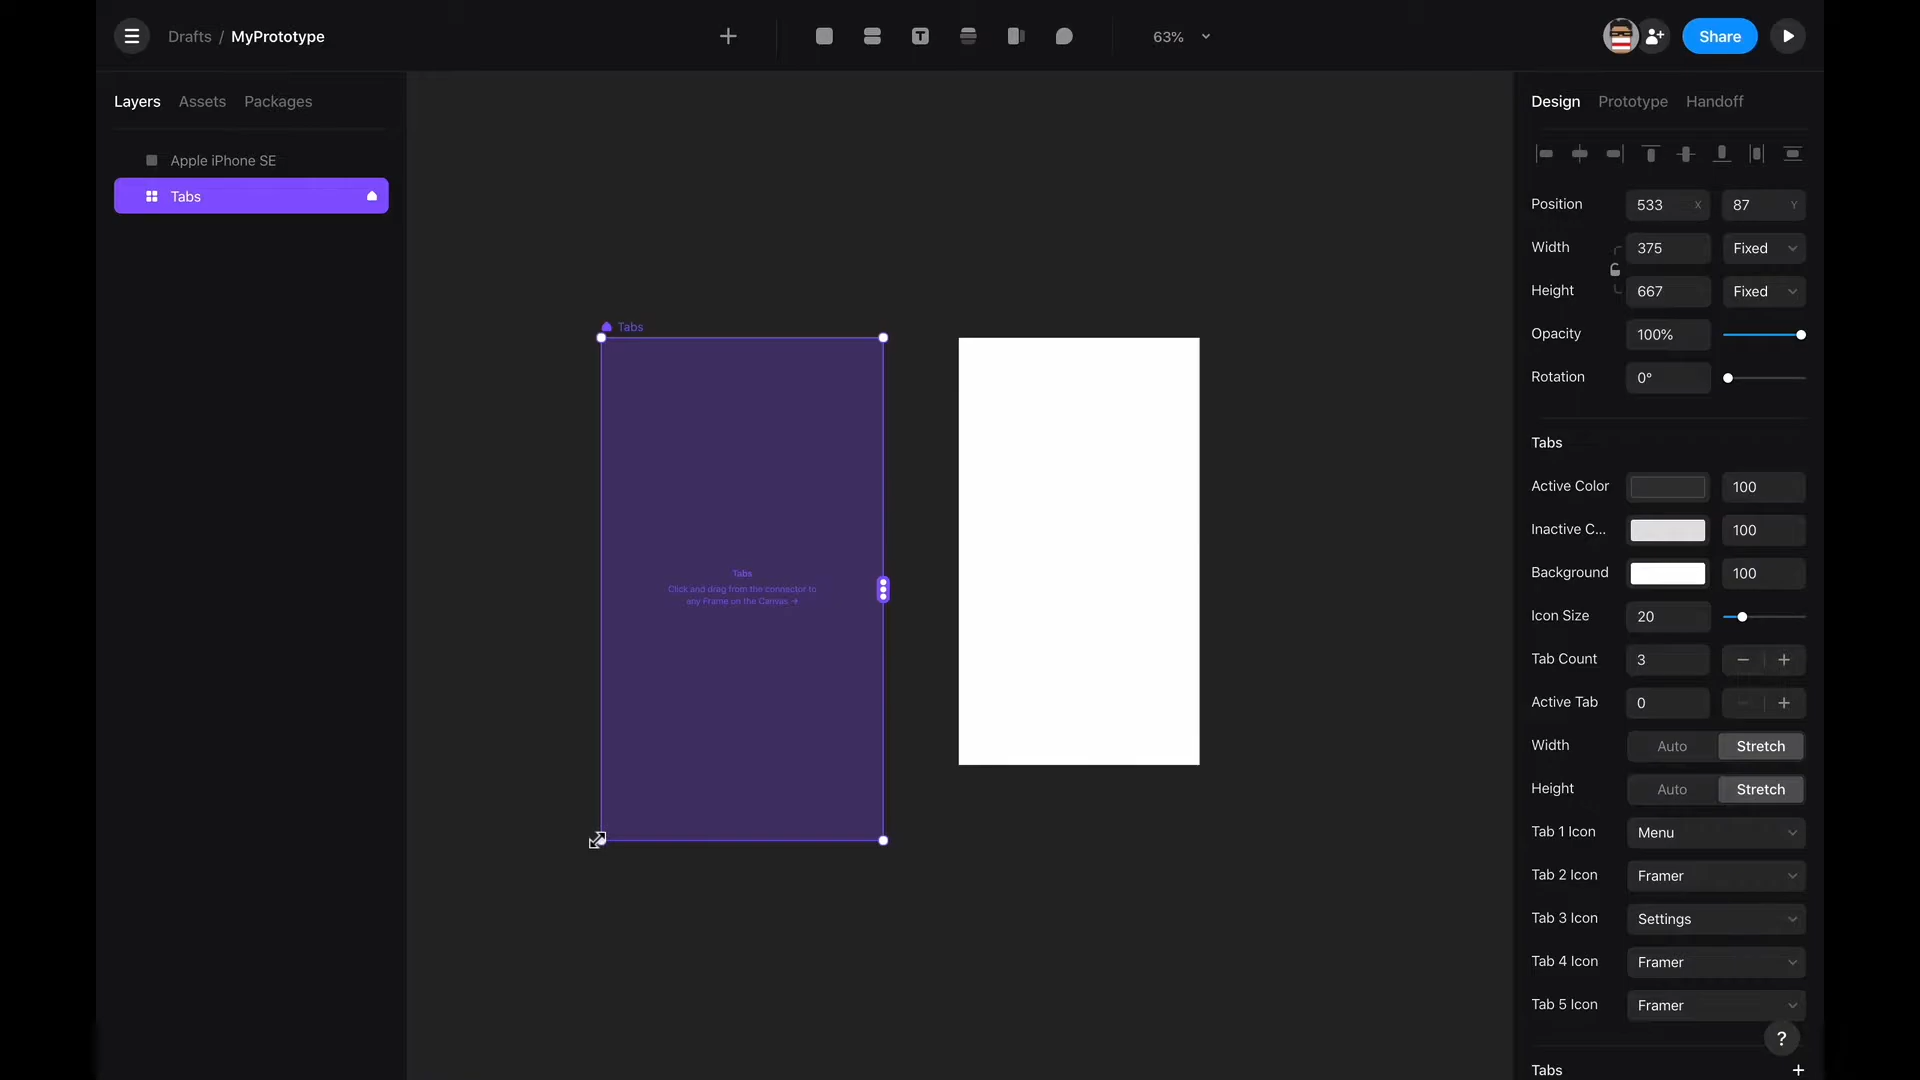 Drafts / MyPrototype
63%
Share
Layers Assets Packages
Apple iPhone SE
Tabs
Tabs
Tabs
Click and drag from the connector to
any Frame on the Canvas →
Design Prototype Handoff
Position 533 X 87 Y
Width 375 Fixed
Height 667 Fixed
Opacity 100%
Rotation 0°
Tabs
Active Color 100
Inactive C... 100
Background 100
Icon Size 20
Tab Count 3 − +
Active Tab 0 − +
Width Auto Stretch
Height Auto Stretch
Tab 1 Icon Menu
Tab 2 Icon Framer
Tab 3 Icon Settings
Tab 4 Icon Framer
Tab 5 Icon Framer
?
Tabs +